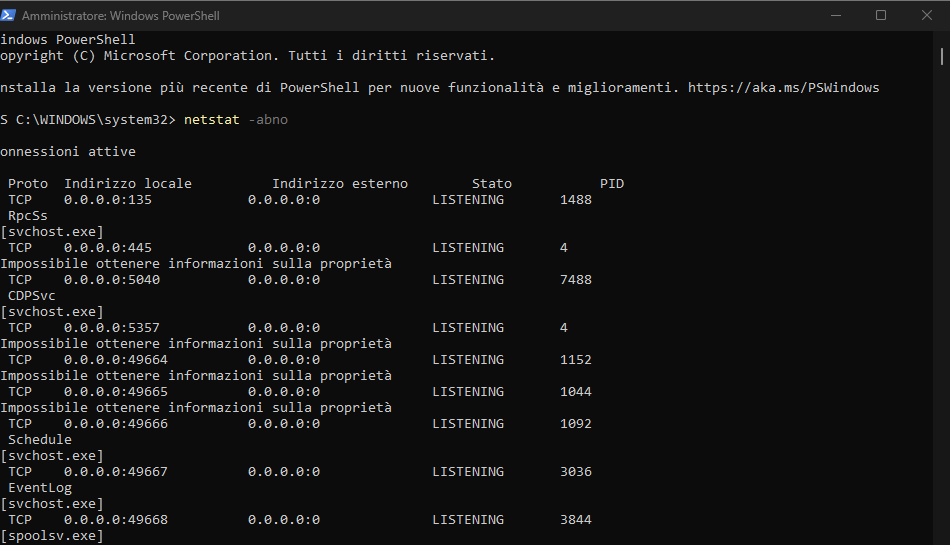 Amministratore: Windows PowerShell
indows PowerShell
opyright (C) Microsoft Corporation. Tutti i diritti riservati.
nstalla la versione più recente di PowerShell per nuove funzionalità e miglioramenti. https://aka.ms/PSWindows
S C:\WINDOWS\system32> netstat -abno
onnessioni attive
Proto  Indirizzo locale          Indirizzo esterno        Stato           PID
TCP    0.0.0.0:135            0.0.0.0:0              LISTENING       1488
RpcSs
[svchost.exe]
TCP    0.0.0.0:445            0.0.0.0:0              LISTENING       4
Impossibile ottenere informazioni sulla proprietà
TCP    0.0.0.0:5040           0.0.0.0:0              LISTENING       7488
CDPSvc
[svchost.exe]
TCP    0.0.0.0:5357           0.0.0.0:0              LISTENING       4
Impossibile ottenere informazioni sulla proprietà
TCP    0.0.0.0:49664          0.0.0.0:0              LISTENING       1152
Impossibile ottenere informazioni sulla proprietà
TCP    0.0.0.0:49665          0.0.0.0:0              LISTENING       1044
Impossibile ottenere informazioni sulla proprietà
TCP    0.0.0.0:49666          0.0.0.0:0              LISTENING       1092
Schedule
[svchost.exe]
TCP    0.0.0.0:49667          0.0.0.0:0              LISTENING       3036
EventLog
[svchost.exe]
TCP    0.0.0.0:49668          0.0.0.0:0              LISTENING       3844
[spoolsv.exe]